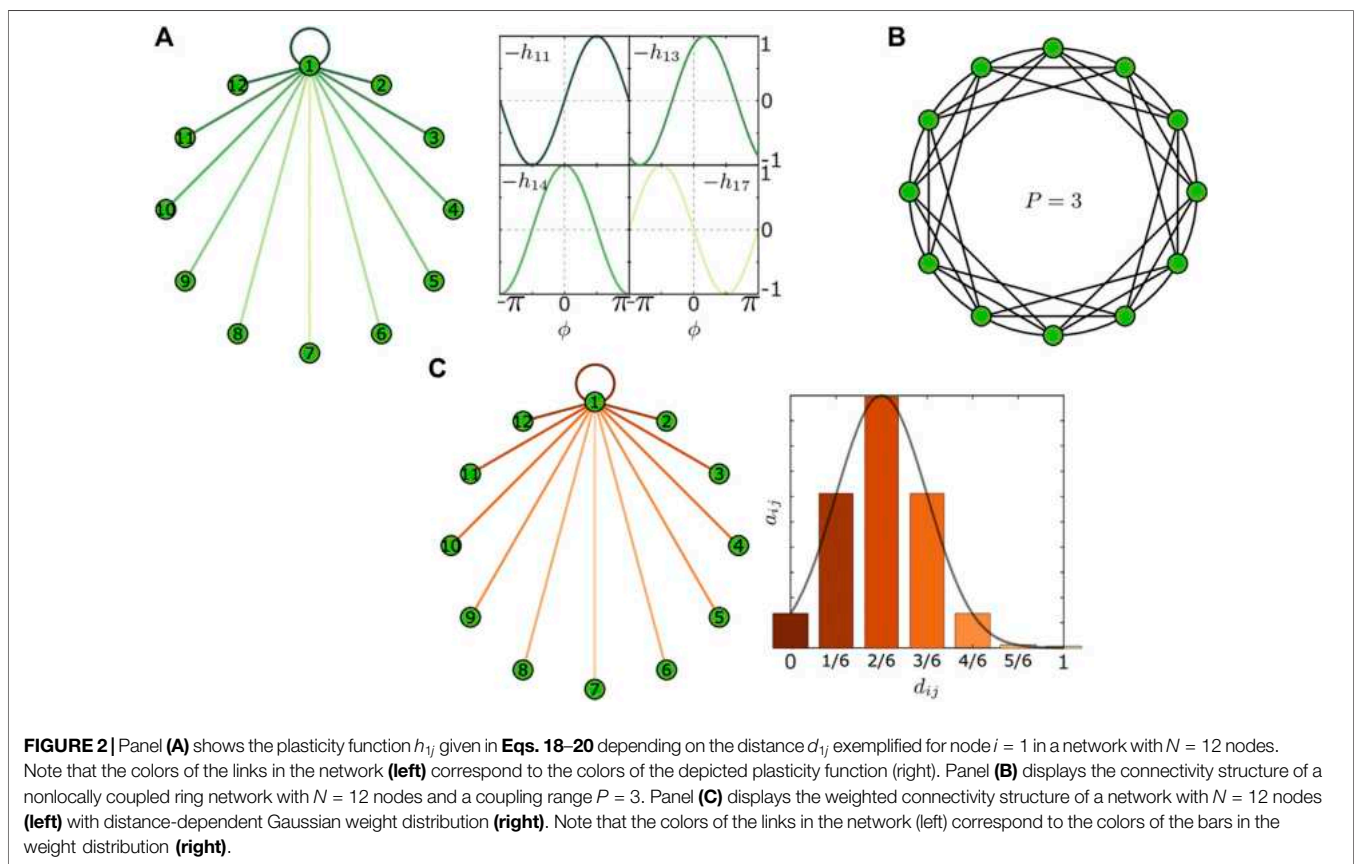 A
1
12
2
11
3
10
4
9
5
8
6
7
−h₁₁
−h₁₃
1
0
-1
−h₁₄
−h₁₇
1
0
-1
-π 0 π -π 0 π
ϕ ϕ
B
P = 3
C
1
12
2
11
3
10
4
9
5
8
6
7
a_{ij}
0 1/6 2/6 3/6 4/6 5/6 1
d_{ij}
FIGURE 2 | Panel (A) shows the plasticity function h₁ⱼ given in Eqs. 18–20 depending on the distance d₁ⱼ exemplified for node i = 1 in a network with N = 12 nodes.
Note that the colors of the links in the network (left) correspond to the colors of the depicted plasticity function (right). Panel (B) displays the connectivity structure of a
nonlocally coupled ring network with N = 12 nodes and a coupling range P = 3. Panel (C) displays the weighted connectivity structure of a network with N = 12 nodes
(left) with distance-dependent Gaussian weight distribution (right). Note that the colors of the links in the network (left) correspond to the colors of the bars in the
weight distribution (right).